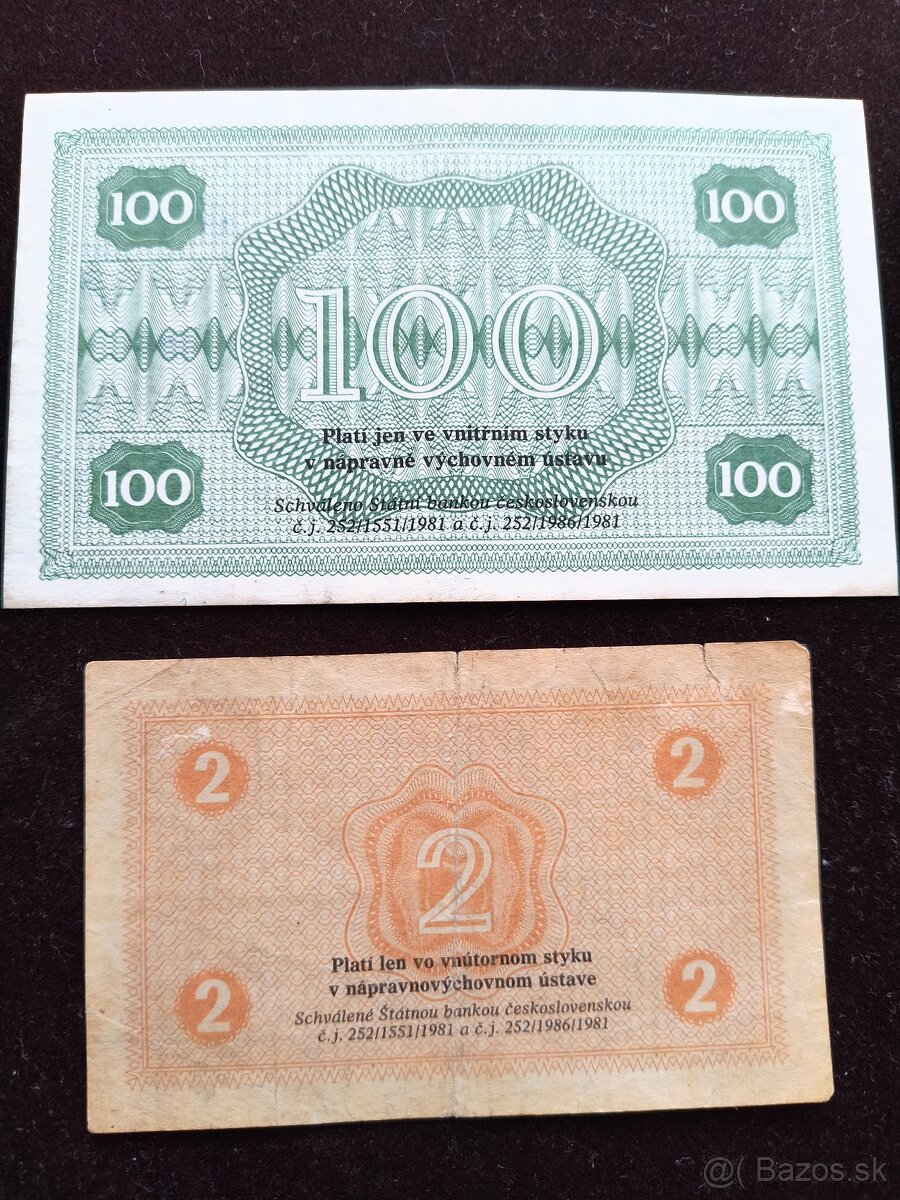 100 100
100
Platí jen ve vnitřním styku
v nápravně výchovném ústavu
100 100
Schváleno Státní bankou československou
č.j. 252/1551/1981 a č.j. 252/1986/1981
2 2
2
Platí len vo vnútornom styku
v nápravnovýchovnom ústave
2 2
Schválené Štátnou bankou československou
č.j. 252/1551/1981 a č.j. 252/1986/1981
@( Bazos.sk